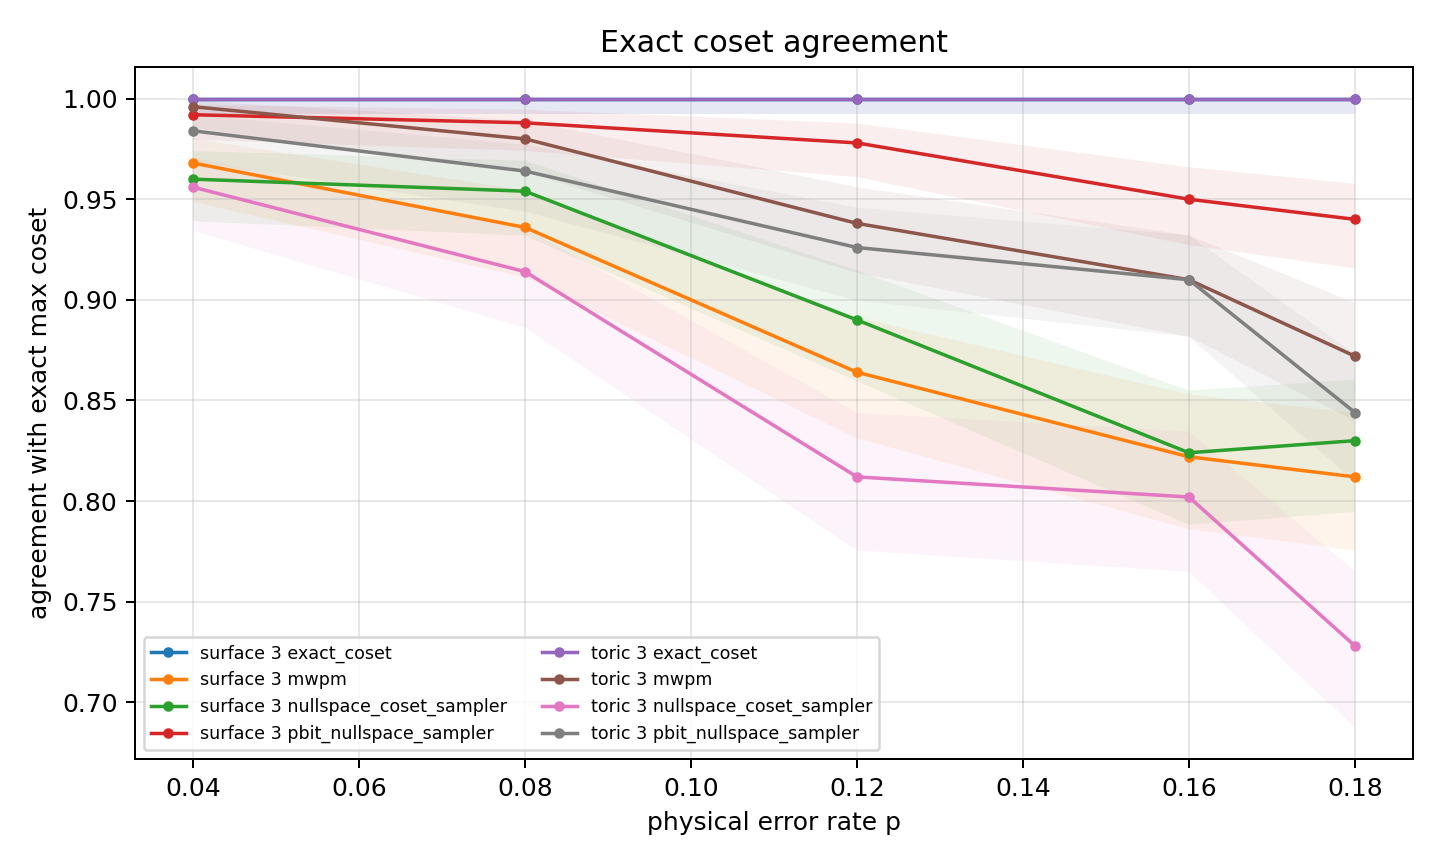 Exact coset agreement
agreement with exact max coset
1.00
0.95
0.90
0.85
0.80
0.75
0.70
surface 3 exact_coset
surface 3 mwpm
surface 3 nullspace_coset_sampler
surface 3 pbit_nullspace_sampler
toric 3 exact_coset
toric 3 mwpm
toric 3 nullspace_coset_sampler
toric 3 pbit_nullspace_sampler
0.04 0.06 0.08 0.10 0.12 0.14 0.16 0.18
physical error rate p